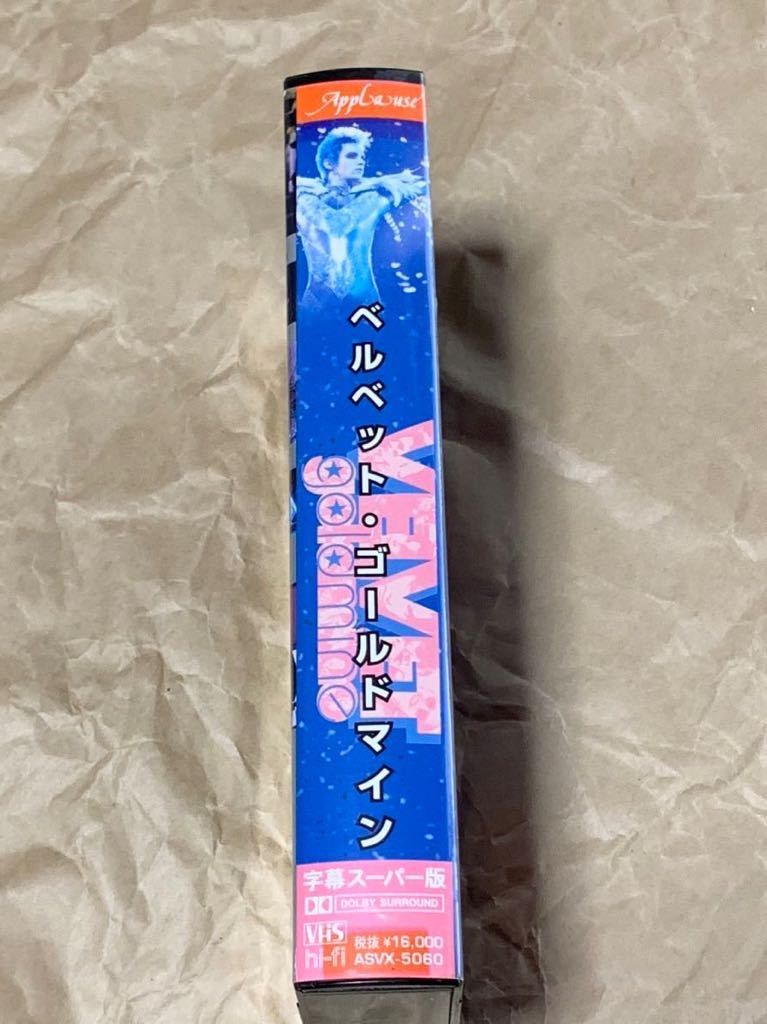 Applause
ベルベット・ゴールドマイン
VELVET
goldmine
字幕スーパー版
DOLBY SURROUND
VHS
hi-fi
税抜 ¥16,000
ASVX-5060